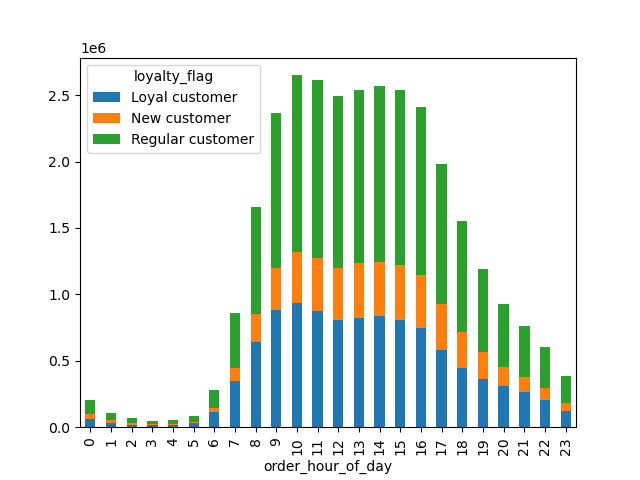 1e6
loyalty_flag
Loyal customer
New customer
Regular customer
2.5
2.0
1.5
1.0
0.5
0.0
0 1 2 3 4 5 6 7 8 9 10 11 12 13 14 15 16 17 18 19 20 21 22 23
order_hour_of_day